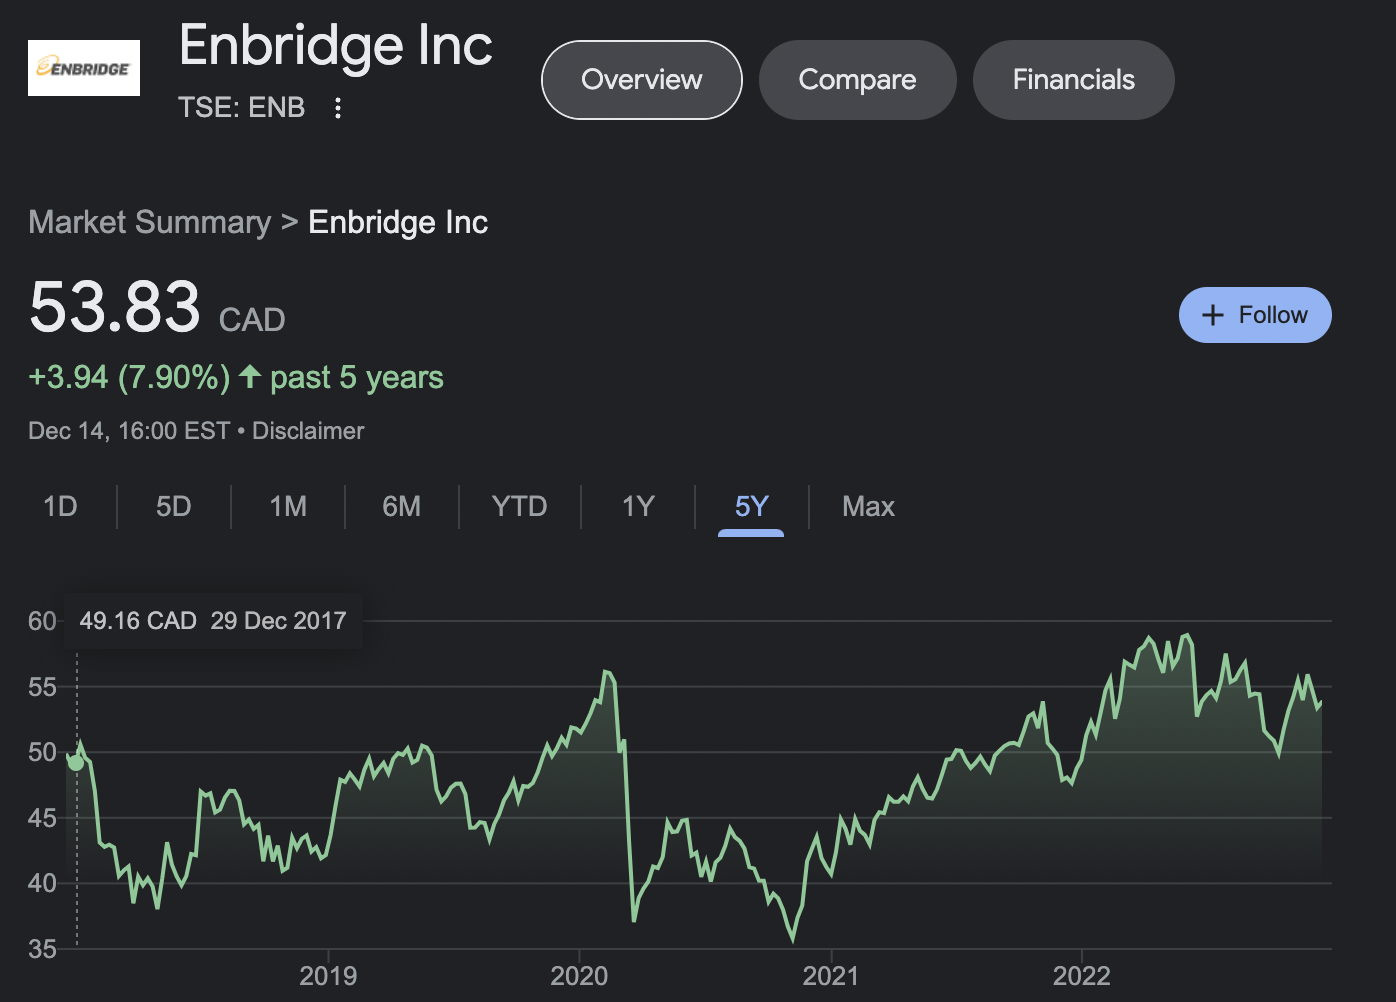 ENBRIDGE
Enbridge Inc
TSE: ENB
Overview
Compare
Financials
Market Summary > Enbridge Inc
53.83 CAD
+3.94 (7.90%) past 5 years
Follow
Dec 14, 16:00 EST • Disclaimer
1D
5D
1M
6M
YTD
1Y
5Y
Max
49.16 CAD 29 Dec 2017
60
55
50
45
40
35
2019
2020
2021
2022